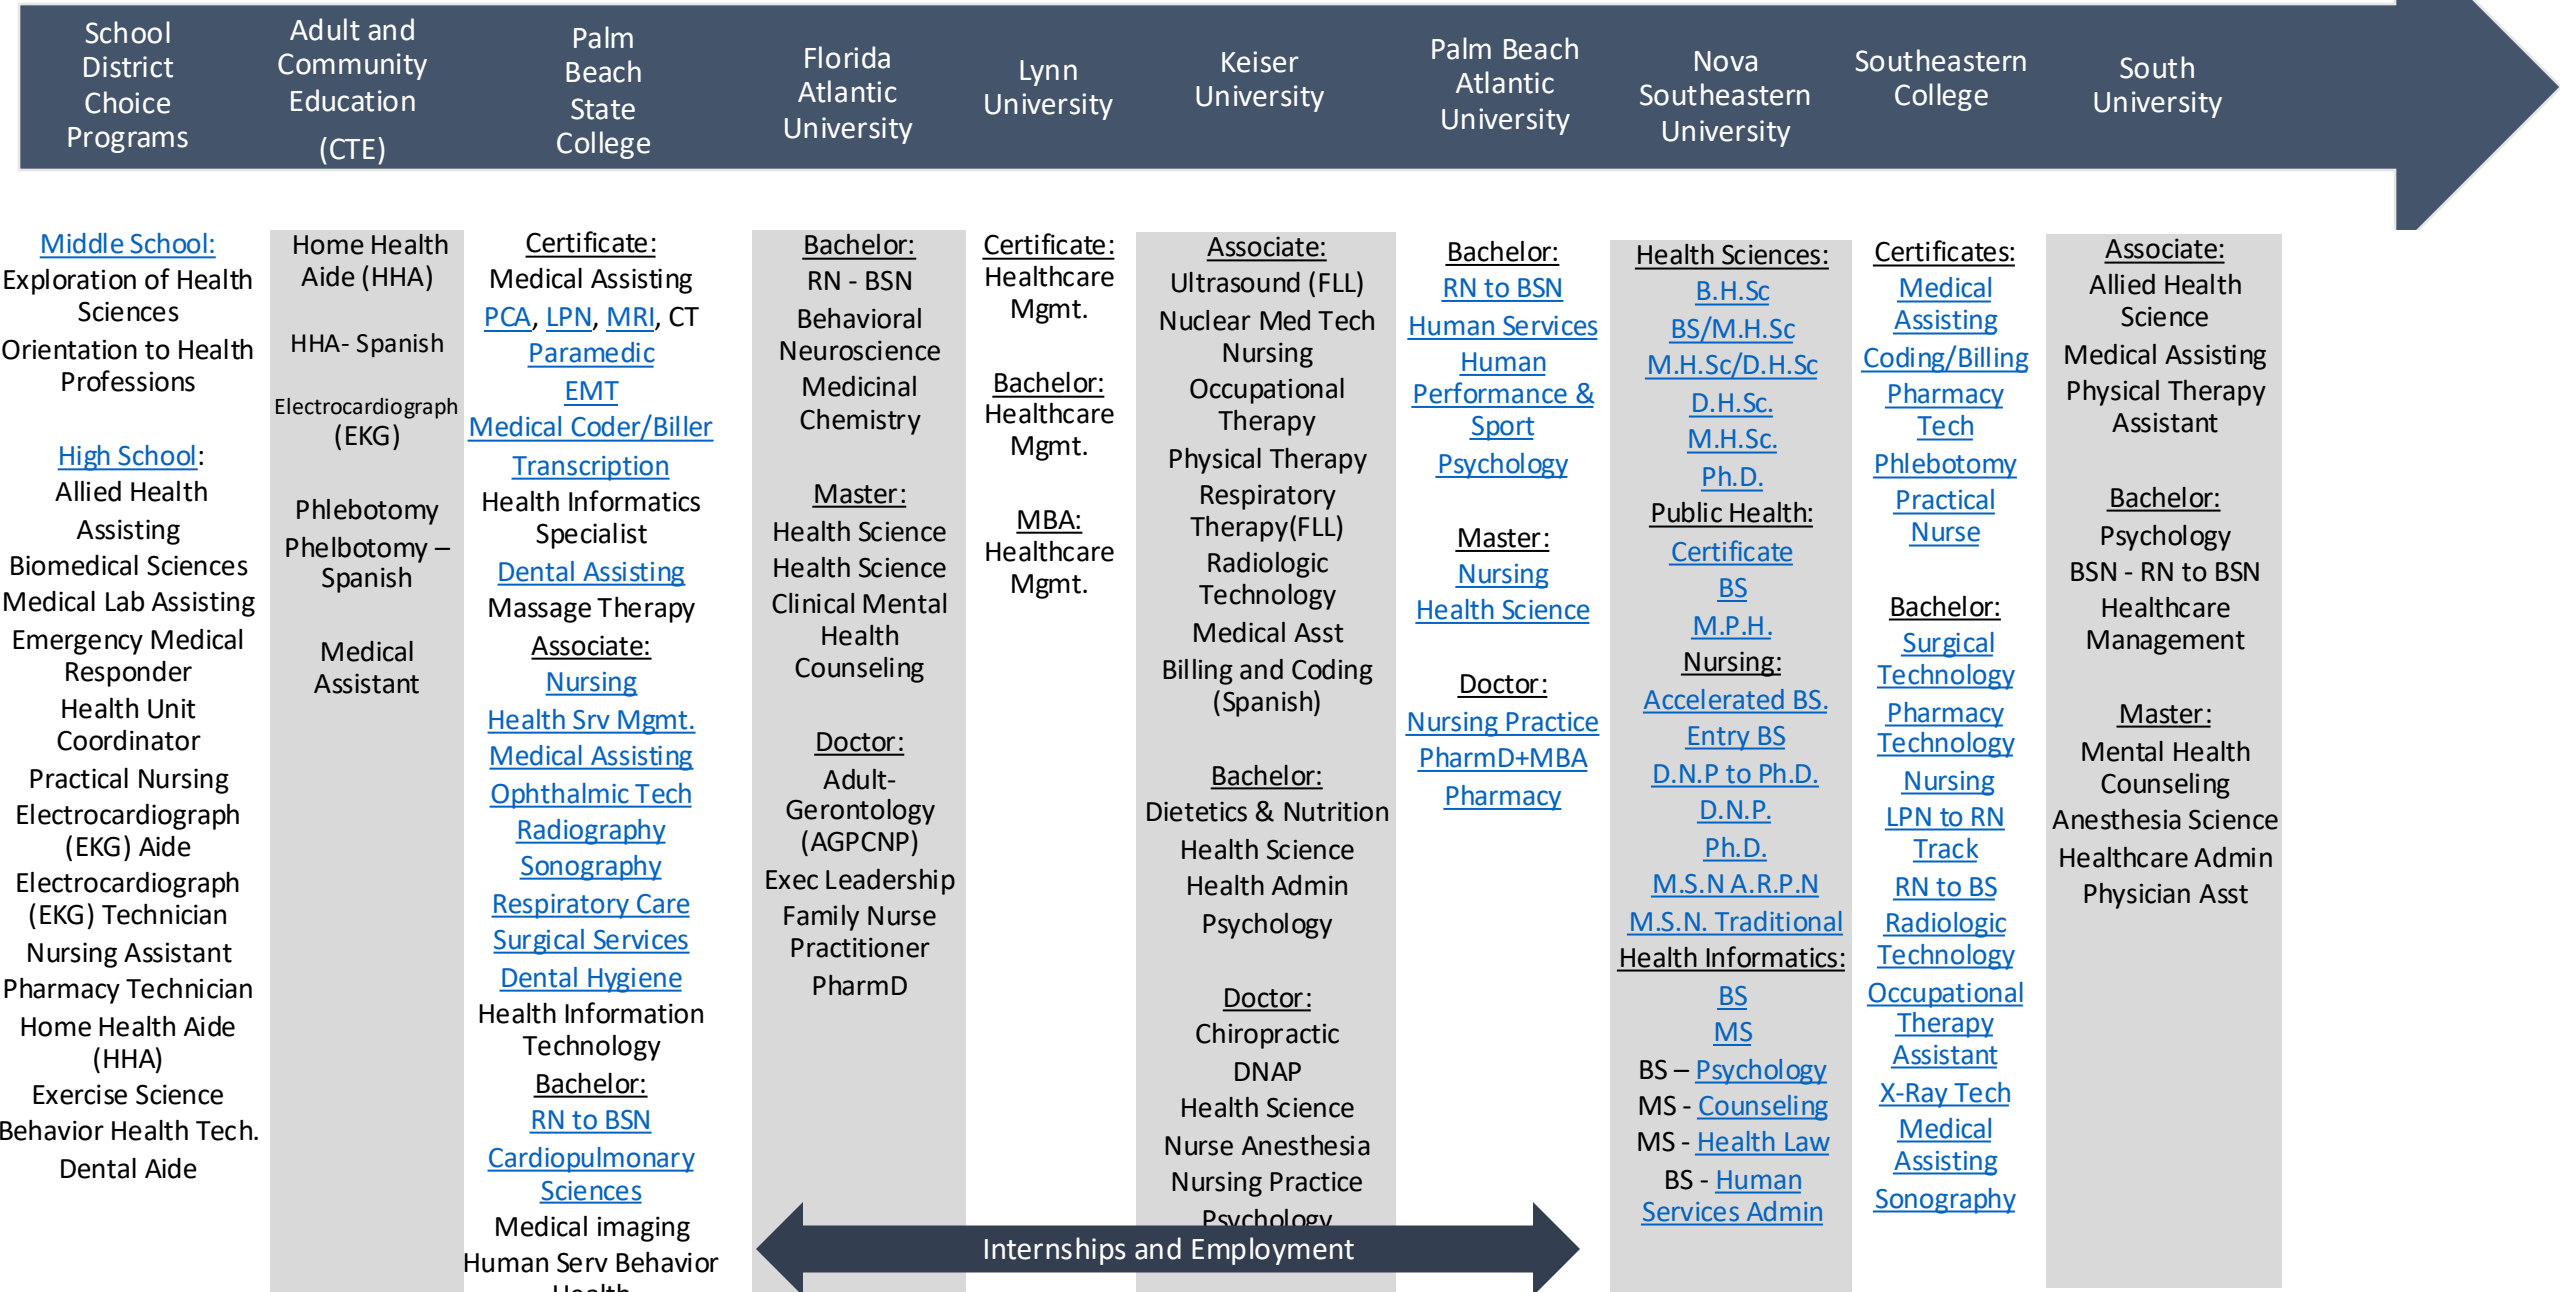 School
District
Choice
Programs
Adult and
Community
Education
(CTE)
Palm
Beach
State
College
Florida
Atlantic
University
Lynn
University
Keiser
University
Palm Beach
Atlantic
University
Nova
Southeastern
University
Southeastern
College
South
University
Middle School:
Exploration of Health
Sciences
Orientation to Health
Professions
High School:
Allied Health
Assisting
Biomedical Sciences
Medical Lab Assisting
Emergency Medical
Responder
Health Unit
Coordinator
Practical Nursing
Electrocardiograph
(EKG) Aide
Electrocardiograph
(EKG) Technician
Nursing Assistant
Pharmacy Technician
Home Health Aide
(HHA)
Exercise Science
Behavior Health Tech.
Dental Aide
Home Health
Aide (HHA)
HHA- Spanish
Electrocardiograph
(EKG)
Phlebotomy
Phelbotomy –
Spanish
Medical
Assistant
Certificate:
Medical Assisting
PCA, LPN, MRI, CT
Paramedic
EMT
Medical Coder/Biller
Transcription
Health Informatics
Specialist
Dental Assisting
Massage Therapy
Associate:
Nursing
Health Srv Mgmt.
Medical Assisting
Ophthalmic Tech
Radiography
Sonography
Respiratory Care
Surgical Services
Dental Hygiene
Health Information
Technology
Bachelor:
RN to BSN
Cardiopulmonary
Sciences
Medical imaging
Human Serv Behavior
Health
Bachelor:
RN - BSN
Behavioral
Neuroscience
Medicinal
Chemistry
Master:
Health Science
Health Science
Clinical Mental
Health
Counseling
Doctor:
Adult-
Gerontology
(AGPCNP)
Exec Leadership
Family Nurse
Practitioner
PharmD
Certificate:
Healthcare
Mgmt.
Bachelor:
Healthcare
Mgmt.
MBA:
Healthcare
Mgmt.
Associate:
Ultrasound (FLL)
Nuclear Med Tech
Nursing
Occupational
Therapy
Physical Therapy
Respiratory
Therapy(FLL)
Radiologic
Technology
Medical Asst
Billing and Coding
(Spanish)
Bachelor:
Dietetics & Nutrition
Health Science
Health Admin
Psychology
Doctor:
Chiropractic
DNAP
Health Science
Nurse Anesthesia
Nursing Practice
Psychology
Bachelor:
RN to BSN
Human Services
Human
Performance &
Sport
Psychology
Master:
Nursing
Health Science
Doctor:
Nursing Practice
PharmD+MBA
Pharmacy
Health Sciences:
B.H.Sc
BS/M.H.Sc
M.H.Sc/D.H.Sc
D.H.Sc.
M.H.Sc.
Ph.D.
Public Health:
Certificate
BS
M.P.H.
Nursing:
Accelerated BS.
Entry BS
D.N.P to Ph.D.
D.N.P.
Ph.D.
M.S.N A.R.P.N
M.S.N. Traditional
Health Informatics:
BS
MS
BS – Psychology
MS - Counseling
MS - Health Law
BS - Human
Services Admin
Certificates:
Medical
Assisting
Coding/Billing
Pharmacy
Tech
Phlebotomy
Practical
Nurse
Bachelor:
Surgical
Technology
Pharmacy
Technology
Nursing
LPN to RN
Track
RN to BS
Radiologic
Technology
Occupational
Therapy
Assistant
X-Ray Tech
Medical
Assisting
Sonography
Associate:
Allied Health
Science
Medical Assisting
Physical Therapy
Assistant
Bachelor:
Psychology
BSN - RN to BSN
Healthcare
Management
Master:
Mental Health
Counseling
Anesthesia Science
Healthcare Admin
Physician Asst
Internships and Employment